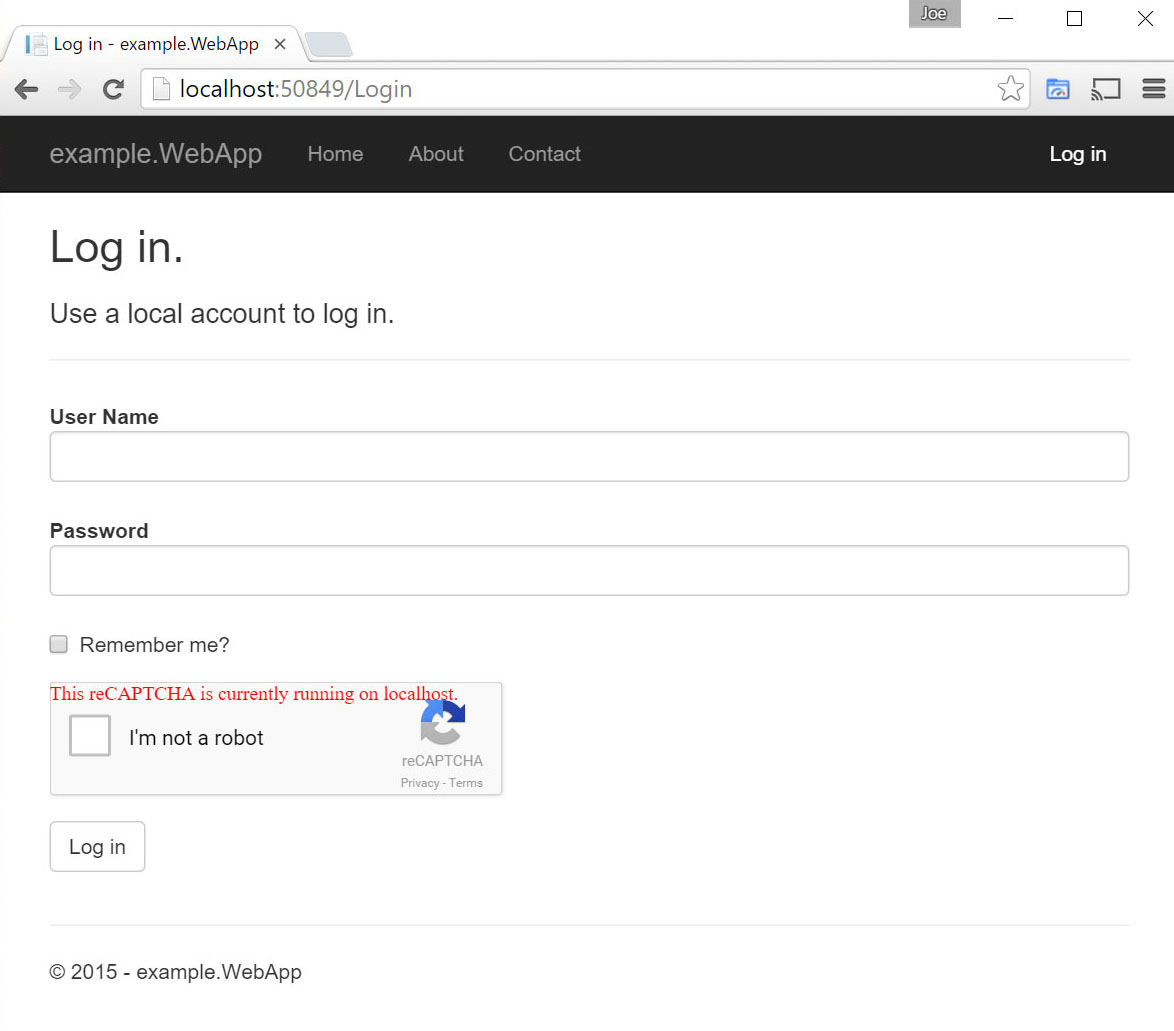 Joe
Log in - example.WebApp
localhost:50849/Login
example.WebApp Home About Contact Log in
Log in.
Use a local account to log in.
User Name
Password
Remember me?
This reCAPTCHA is currently running on localhost.
I'm not a robot
reCAPTCHA
Privacy - Terms
Log in
© 2015 - example.WebApp